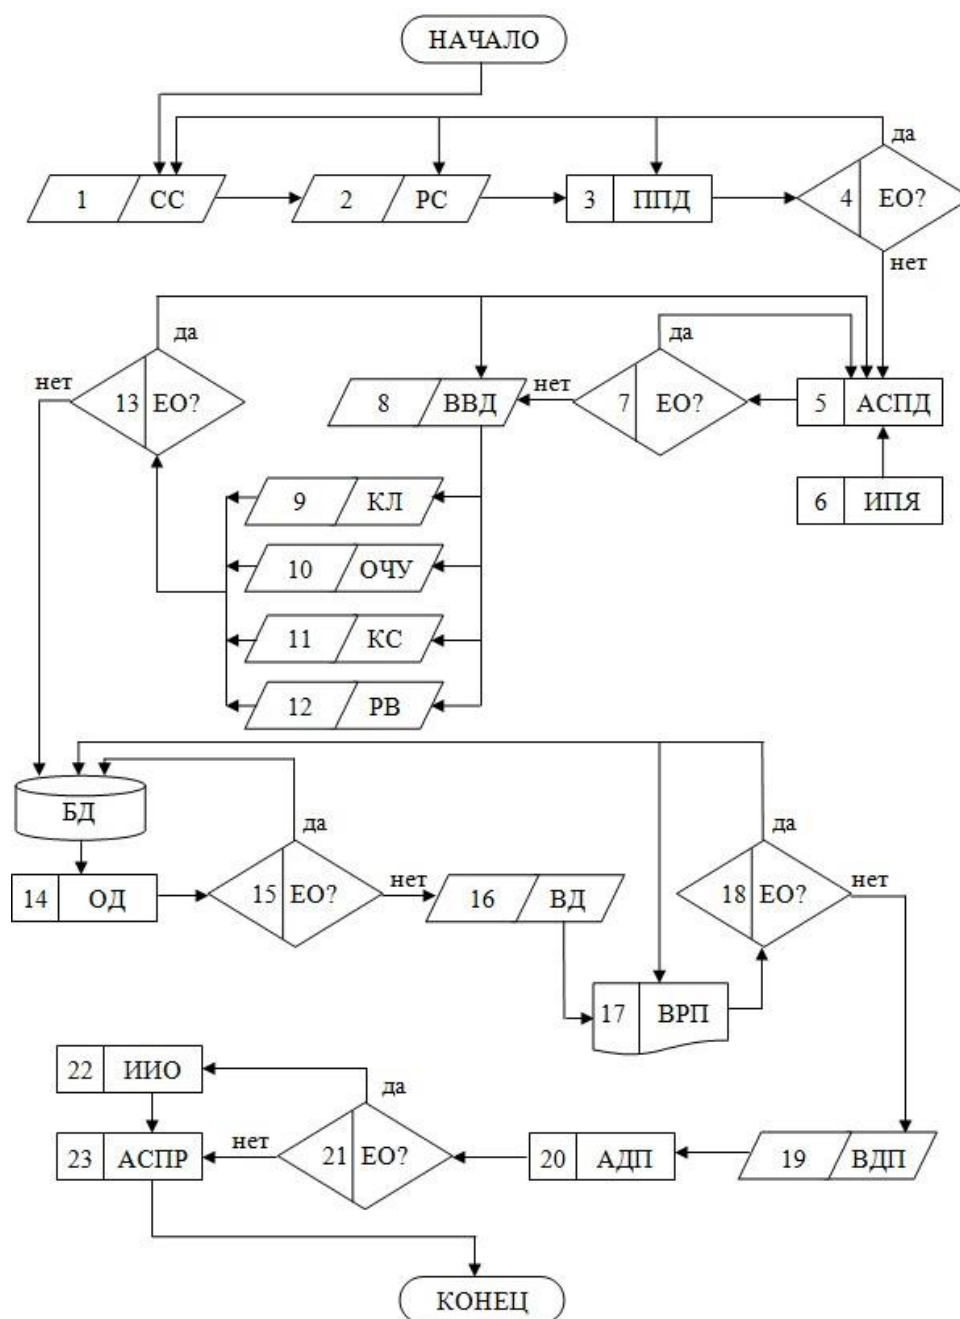 НАЧАЛО
да
1 СС
2 РС
3 ППД
4 ЕО?
нет
да
да
нет
13 ЕО?
8 ВВД
нет
7 ЕО?
5 АСПД
6 ИПЯ
9 КЛ
10 ОЧУ
11 КС
12 РВ
БД
да
да
14 ОД
15 ЕО?
нет
16 ВД
18 ЕО?
нет
17 ВРП
22 ИИО
да
23 АСПР
нет
21 ЕО?
20 АДП
19 ВДП
КОНЕЦ